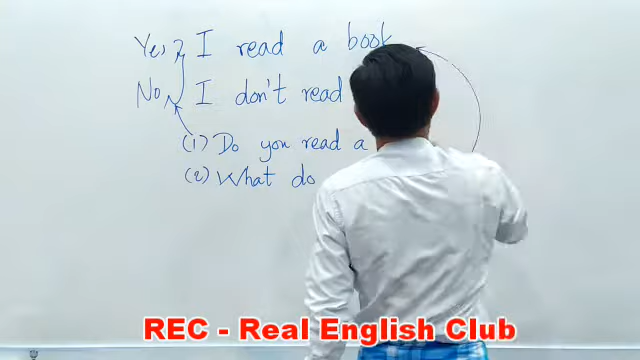 Yes, I read a book
No, I don't read
(1) Do you read a
(2) What do
REC - Real English Club